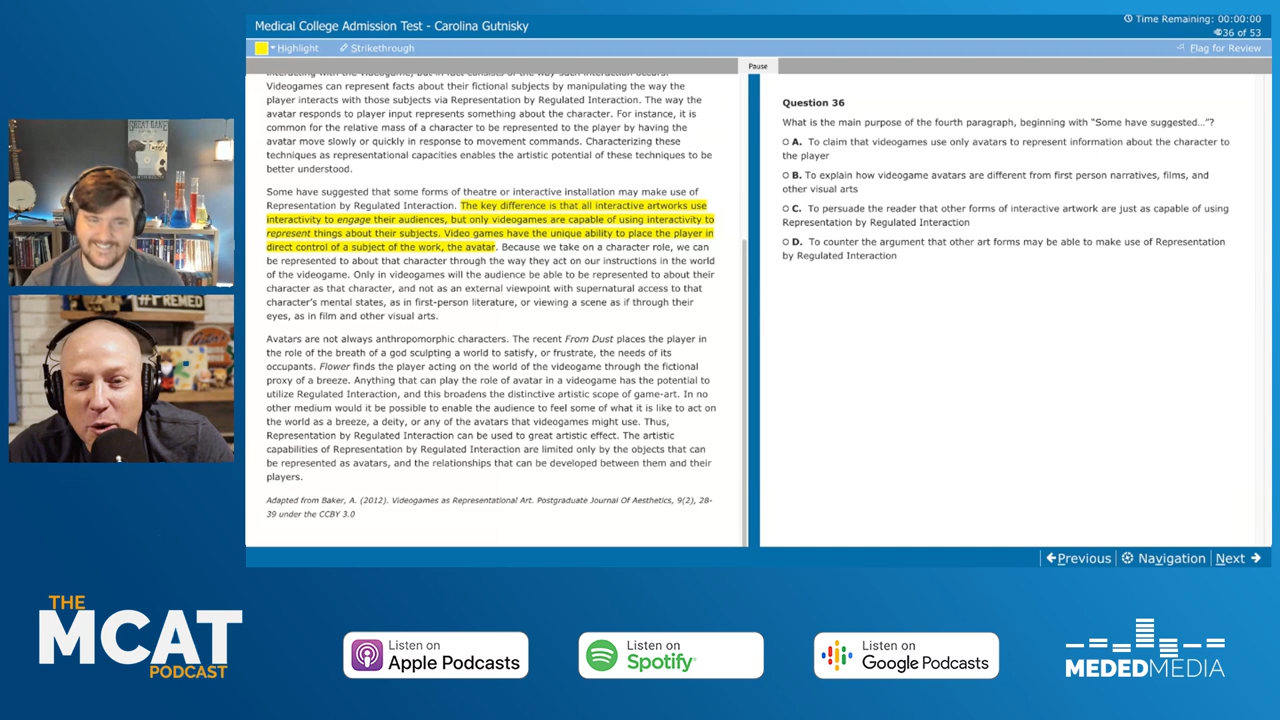 Medical College Admission Test - Carolina Gutnisky
Time Remaining: 00:00:00
36 of 53
Highlight
Strikethrough
Flag for Review
Pause
interacting with the videogame, but in fact consists of the way such interaction occurs.
Videogames can represent facts about their fictional subjects by manipulating the way the
player interacts with those subjects via Representation by Regulated Interaction. The way the
avatar responds to player input represents something about the character. For instance, it is
common for the relative mass of a character to be represented to the player by having the
avatar move slowly or quickly in response to movement commands. Characterizing these
techniques as representational capacities enables the artistic potential of these techniques to be
better understood.
Some have suggested that some forms of theatre or interactive installation may make use of
Representation by Regulated Interaction. The key difference is that all interactive artworks use
interactivity to engage their audiences, but only videogames are capable of using interactivity to
represent things about their subjects. Video games have the unique ability to place the player in
direct control of a subject of the work, the avatar. Because we take on a character role, we can
be represented to about that character through the way they act on our instructions in the world
of the videogame. Only in videogames will the audience be able to be represented to about their
character as that character, and not as an external viewpoint with supernatural access to that
character's mental states, as in first-person literature, or viewing a scene as if through their
eyes, as in film and other visual arts.
Avatars are not always anthropomorphic characters. The recent From Dust places the player in
the role of the breath of a god sculpting a world to satisfy, or frustrate, the needs of its
occupants. Flower finds the player acting on the world of the videogame through the fictional
proxy of a breeze. Anything that can play the role of avatar in a videogame has the potential to
utilize Regulated Interaction, and this broadens the distinctive artistic scope of game-art. In no
other medium would it be possible to enable the audience to feel some of what it is like to act on
the world as a breeze, a deity, or any of the avatars that videogames might use. Thus,
Representation by Regulated Interaction can be used to great artistic effect. The artistic
capabilities of Representation by Regulated Interaction are limited only by the objects that can
be represented as avatars, and the relationships that can be developed between them and their
players.
Adapted from Baker, A. (2012). Videogames as Representational Art. Postgraduate Journal Of Aesthetics, 9(2), 28-
39 under the CCBY 3.0
Question 36
What is the main purpose of the fourth paragraph, beginning with “Some have suggested…”?
A. To claim that videogames use only avatars to represent information about the character to
the player
B. To explain how videogame avatars are different from first person narratives, films, and
other visual arts
C. To persuade the reader that other forms of interactive artwork are just as capable of using
Representation by Regulated Interaction
D. To counter the argument that other art forms may be able to make use of Representation
by Regulated Interaction
Previous
Navigation
Next
#PREMED
THE
MCAT
PODCAST
Listen on
Apple Podcasts
Listen on
Spotify
Listen on
Google Podcasts
MEDEDMEDIA